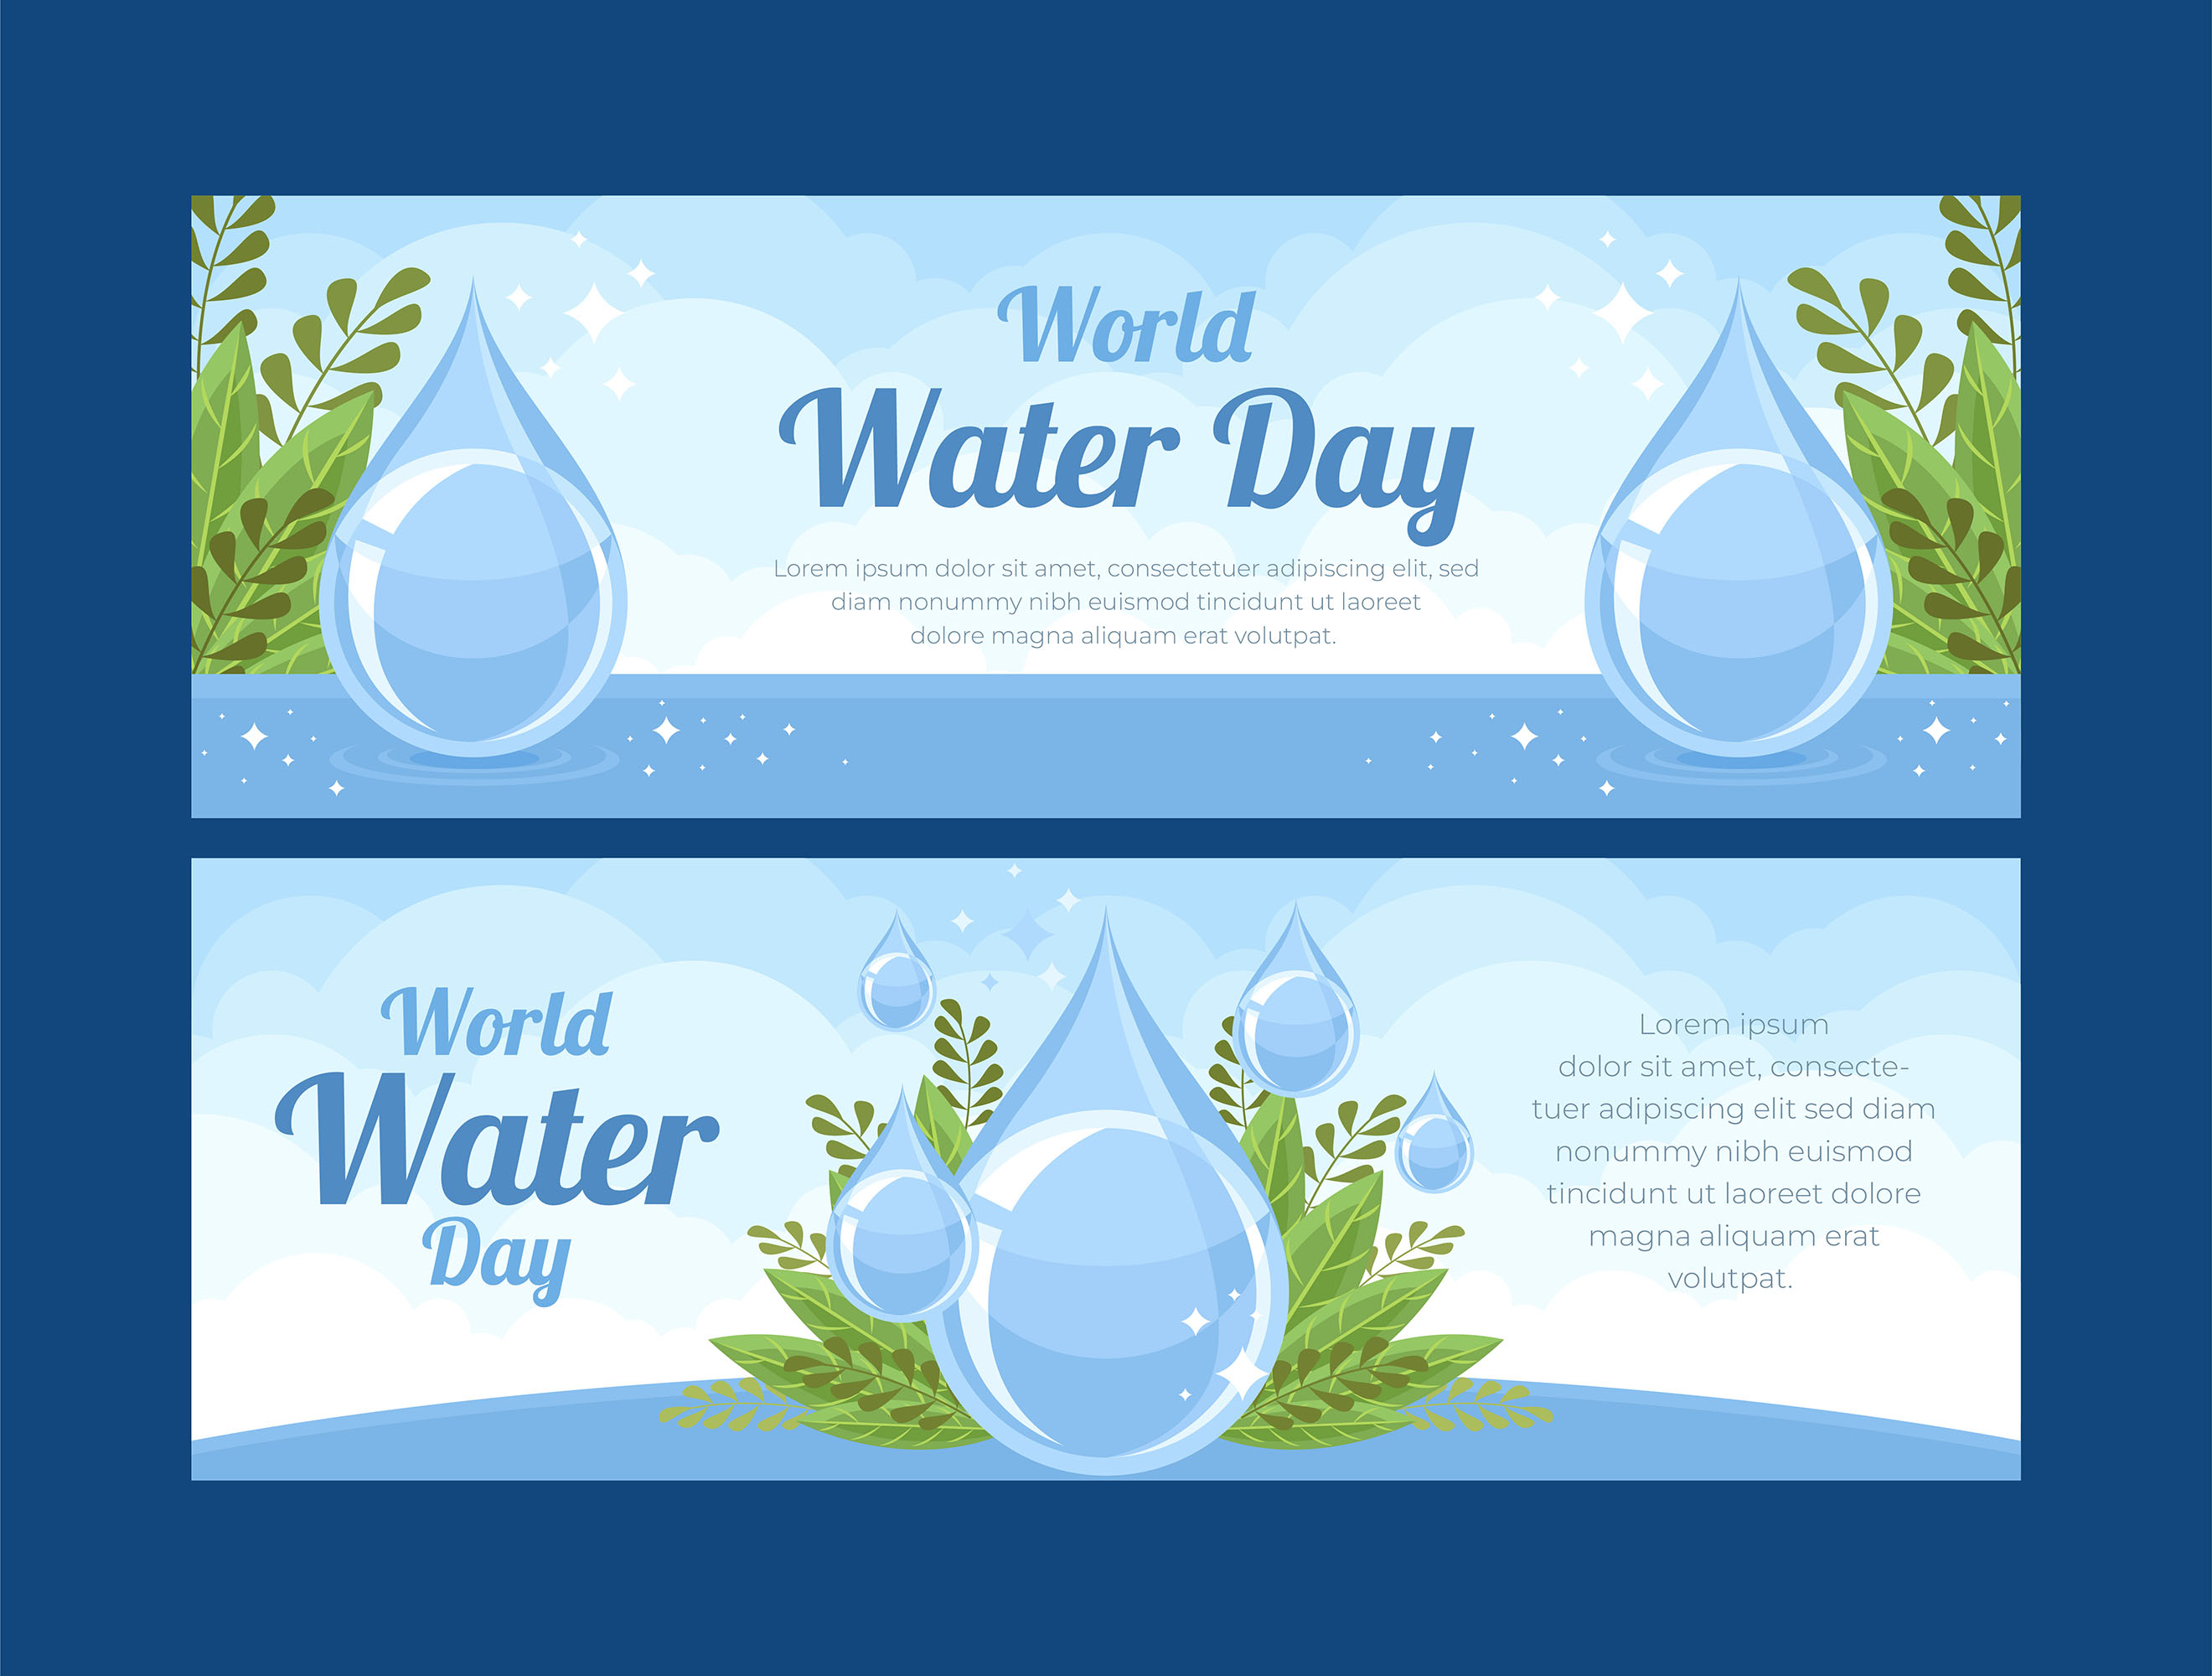 World
Water Day
Lorem ipsum dolor sit amet, consectetuer adipiscing elit, sed
diam nonummy nibh euismod tincidunt ut laoreet
dolore magna aliquam erat volutpat.
World
Water
Day
Lorem ipsum
dolor sit amet, consecte-
tuer adipiscing elit sed diam
nonummy nibh euismod
tincidunt ut laoreet dolore
magna aliquam erat
volutpat.